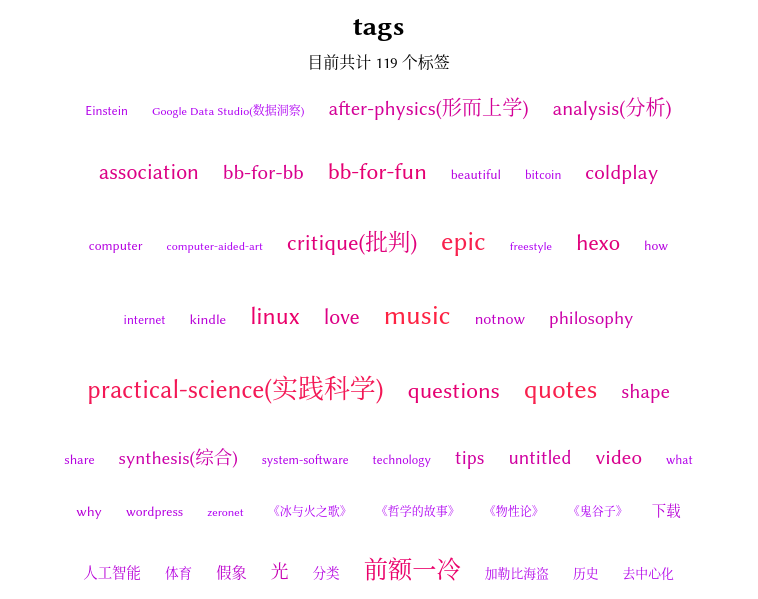 tags
目前共计 119 个标签
Einstein Google Data Studio(数据洞察) after-physics(形而上学) analysis(分析)
association bb-for-bb bb-for-fun beautiful bitcoin coldplay
computer computer-aided-art critique(批判) epic freestyle hexo how
internet kindle linux love music notnow philosophy
practical-science(实践科学) questions quotes shape
share synthesis(综合) system-software technology tips untitled video what
why wordpress zeronet 《冰与火之歌》 《哲学的故事》 《物性论》 《鬼谷子》 下载
人工智能 体育 假象 光 分类 前额一冷 加勒比海盗 历史 去中心化